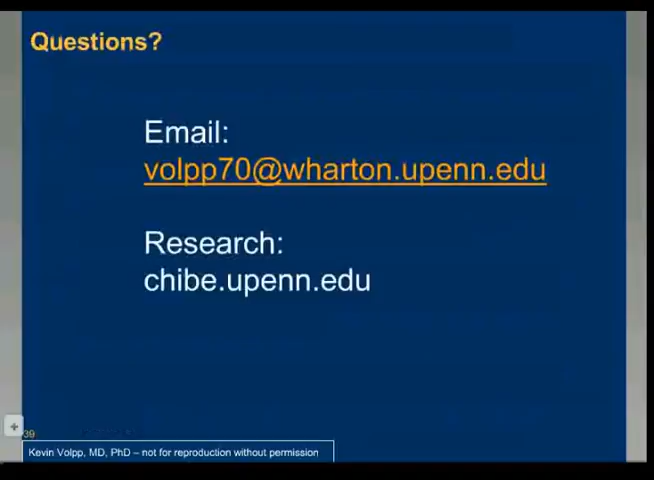 Questions?
Email:
volpp70@wharton.upenn.edu
Research:
chibe.upenn.edu
39
Kevin Volpp, MD, PhD – not for reproduction without permission